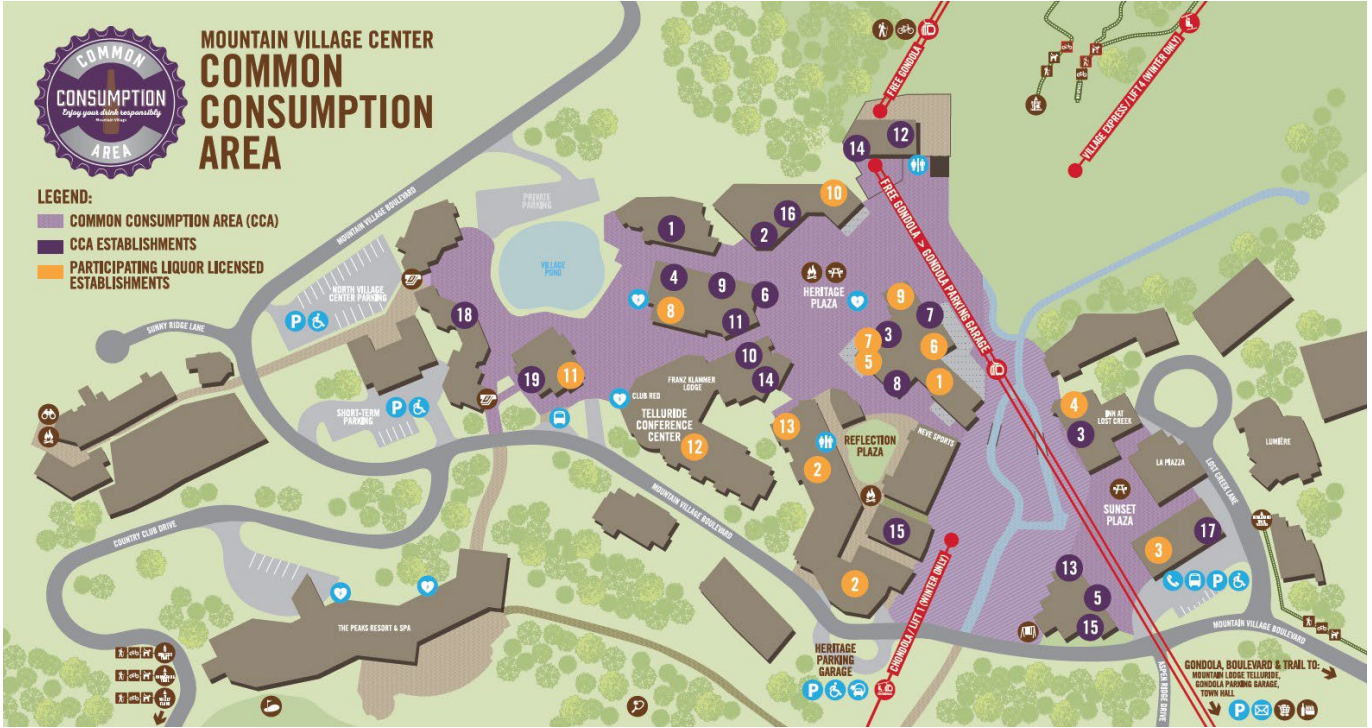 COMMON
CONSUMPTION
Enjoy your drink responsibly
Mountain Village
AREA
MOUNTAIN VILLAGE CENTER
COMMON
CONSUMPTION
AREA
LEGEND:
COMMON CONSUMPTION AREA (CCA)
CCA ESTABLISHMENTS
PARTICIPATING LIQUOR LICENSED
ESTABLISHMENTS
FREE GONDOLA
VILLAGE EXPRESS / LIFT 4 (WINTER ONLY)
12
14
FREE GONDOLA > GONDOLA PARKING GARAGE
MOUNTAIN VILLAGE BOULEVARD
PRIVATE
PARKING
10
16
1
2
VILLAGE
POND
4
9
6
8
11
HERITAGE
PLAZA
NORTH VILLAGE
CENTER PARKING
P
SUNNY RIDGE LANE
18
9
7
3
7
6
5
8
1
10
14
19
11
FRANZ KLAMMER
LODGE
CLUB RED
TELLURIDE
CONFERENCE
CENTER
12
SHORT-TERM
PARKING
P
13
2
REFLECTION
PLAZA
NEVE SPORTS
4
INN AT
LOST CREEK
3
LA PIAZZA
LUMIÈRE
LOST CREEK LANE
SUNSET
PLAZA
MOUNTAIN VILLAGE BOULEVARD
COUNTRY CLUB DRIVE
15
2
3
17
P
13
5
15
THE PEAKS RESORT & SPA
CHONDOLA / LIFT 1 (WINTER ONLY)
HERITAGE
PARKING
GARAGE
P
MOUNTAIN VILLAGE BOULEVARD
ASPEN RIDGE DRIVE
GONDOLA, BOULEVARD & TRAIL TO:
MOUNTAIN LODGE TELLURIDE,
GONDOLA PARKING GARAGE,
TOWN HALL
P